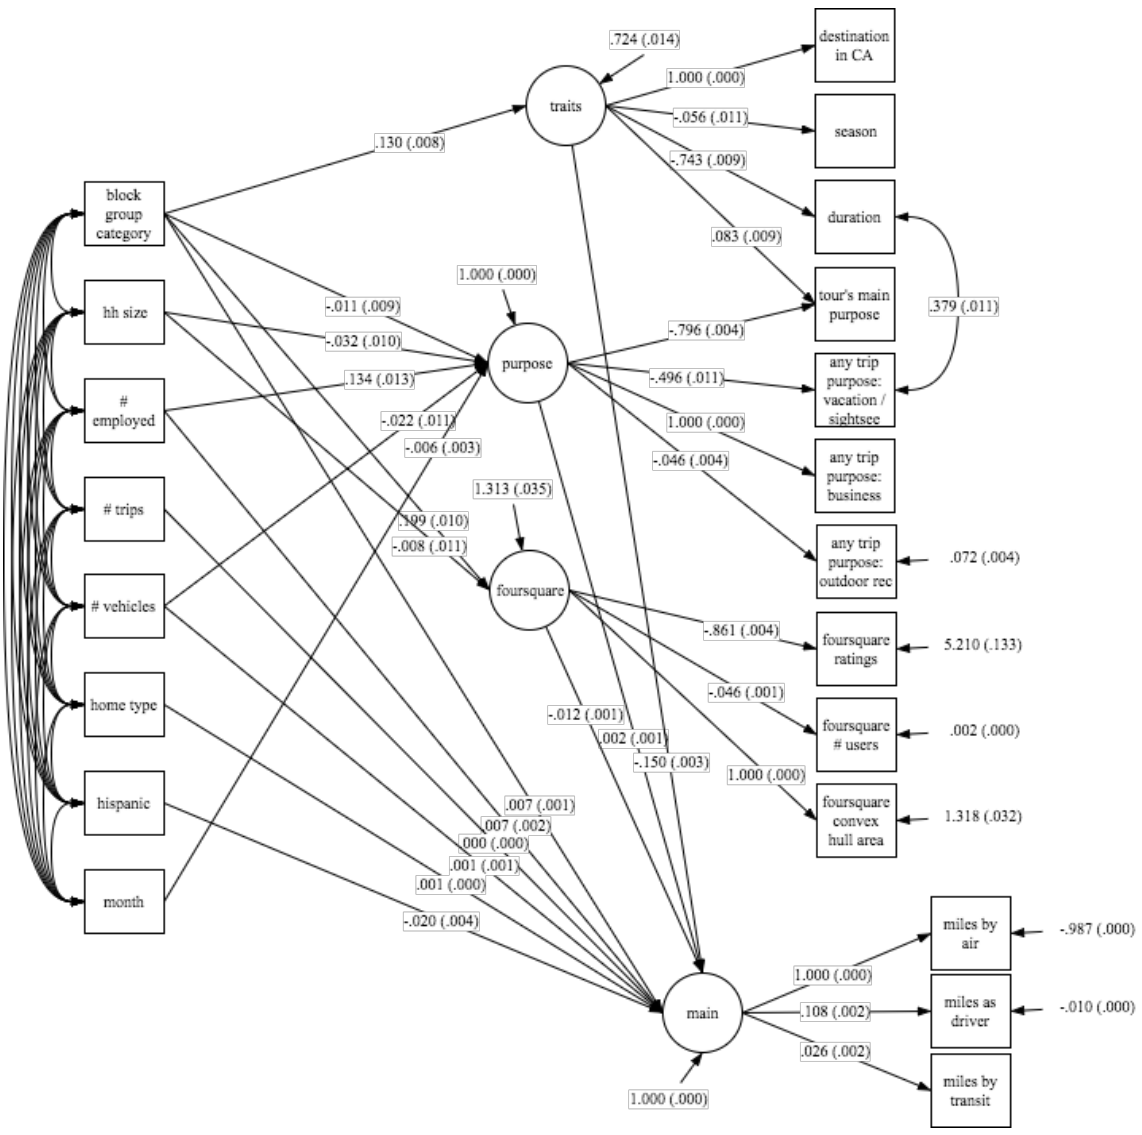 .724 (.014)
destination
in CA
1.000 (.000)
traits
-.056 (.011)
season
.130 (.008)
-.743 (.009)
block
group
category
duration
.083 (.009)
1.000 (.000)
hh size
-.011 (.009)
tour's main
purpose
.379 (.011)
-.032 (.010)
-.796 (.004)
purpose
.134 (.013)
-.496 (.011)
any trip
purpose:
vacation /
sightsee
#
employed
-.022 (.011)
1.000 (.000)
-.006 (.003)
-.046 (.004)
any trip
purpose:
business
1.313 (.035)
# trips
.199 (.010)
-.008 (.011)
any trip
purpose:
outdoor rec
.072 (.004)
foursquare
# vehicles
-.861 (.004)
foursquare
ratings
5.210 (.133)
-.046 (.001)
home type
-.012 (.001)
.002 (.001)
foursquare
# users
.002 (.000)
-.150 (.003)
1.000 (.000)
hispanic
.007 (.001)
.007 (.002)
.000 (.000)
foursquare
convex
hull area
1.318 (.032)
.001 (.001)
.001 (.000)
month
-.020 (.004)
miles by
air
-.987 (.000)
1.000 (.000)
main
.108 (.002)
miles as
driver
-.010 (.000)
.026 (.002)
miles by
transit
1.000 (.000)